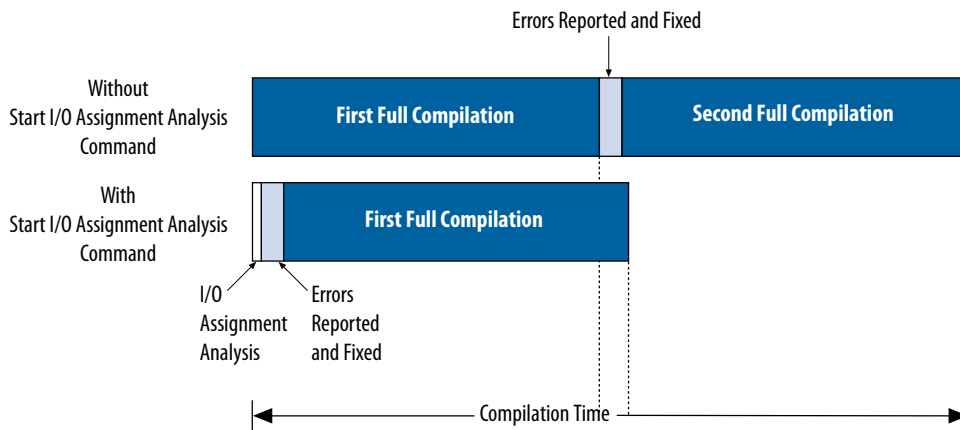 Errors Reported and Fixed
Without
Start I/O Assignment Analysis
Command
First Full Compilation
Second Full Compilation
With
Start I/O Assignment Analysis
Command
First Full Compilation
I/O
Assignment
Analysis
Errors
Reported
and Fixed
Compilation Time